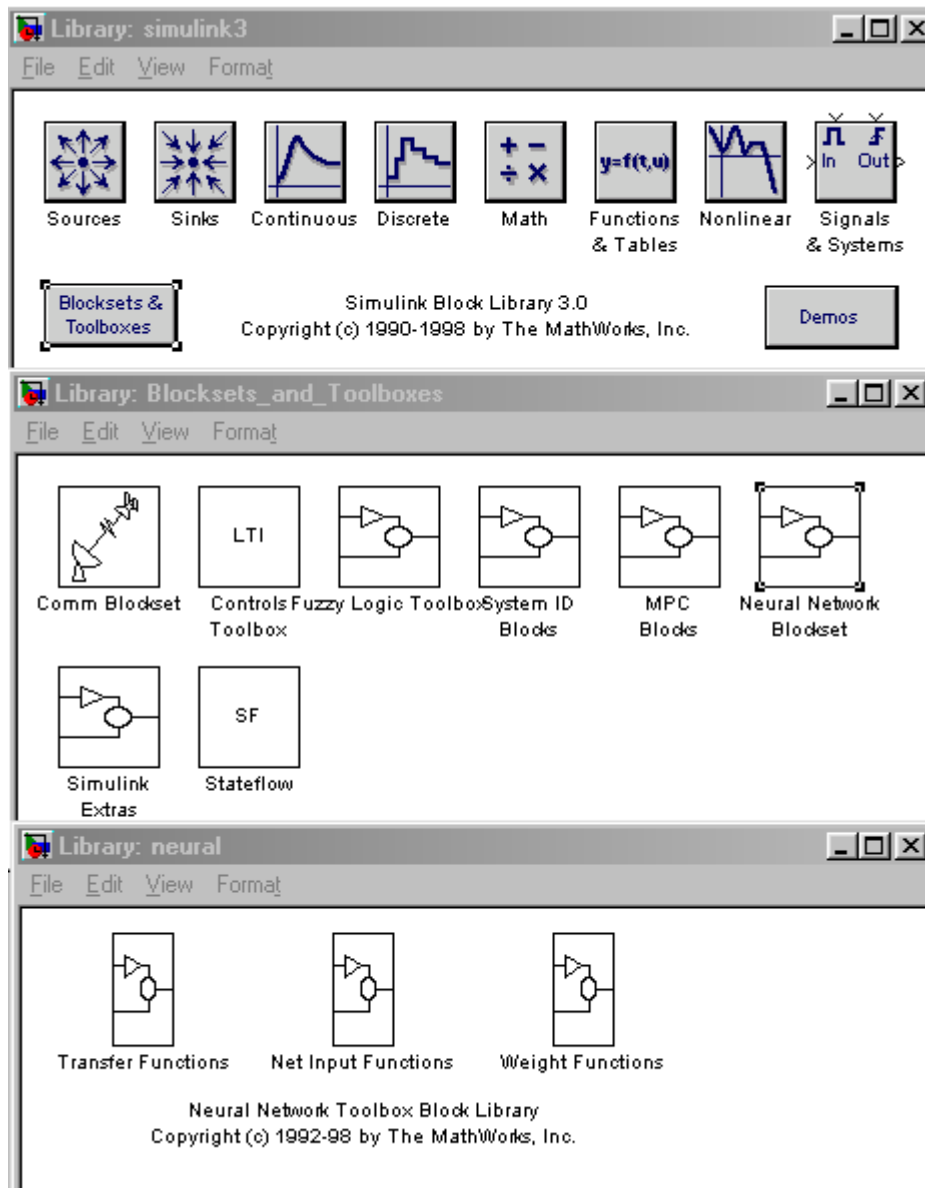 Library: simulink3
File Edit View Format
In Out
y=f(t,u)
Sources Sinks Continuous Discrete Math Functions & Tables Nonlinear Signals & Systems
Blocksets & Toolboxes
Simulink Block Library 3.0
Copyright (c) 1990-1998 by The MathWorks, Inc.
Demos
Library: Blocksets_and_Toolboxes
File Edit View Format
LTI
Comm Blockset Controls Toolbox Fuzzy Logic Toolbox System ID Blocks MPC Blocks Neural Network Blockset
SF
Simulink Extras Stateflow
Library: neural
File Edit View Format
Transfer Functions Net Input Functions Weight Functions
Neural Network Toolbox Block Library
Copyright (c) 1992-98 by The MathWorks, Inc.